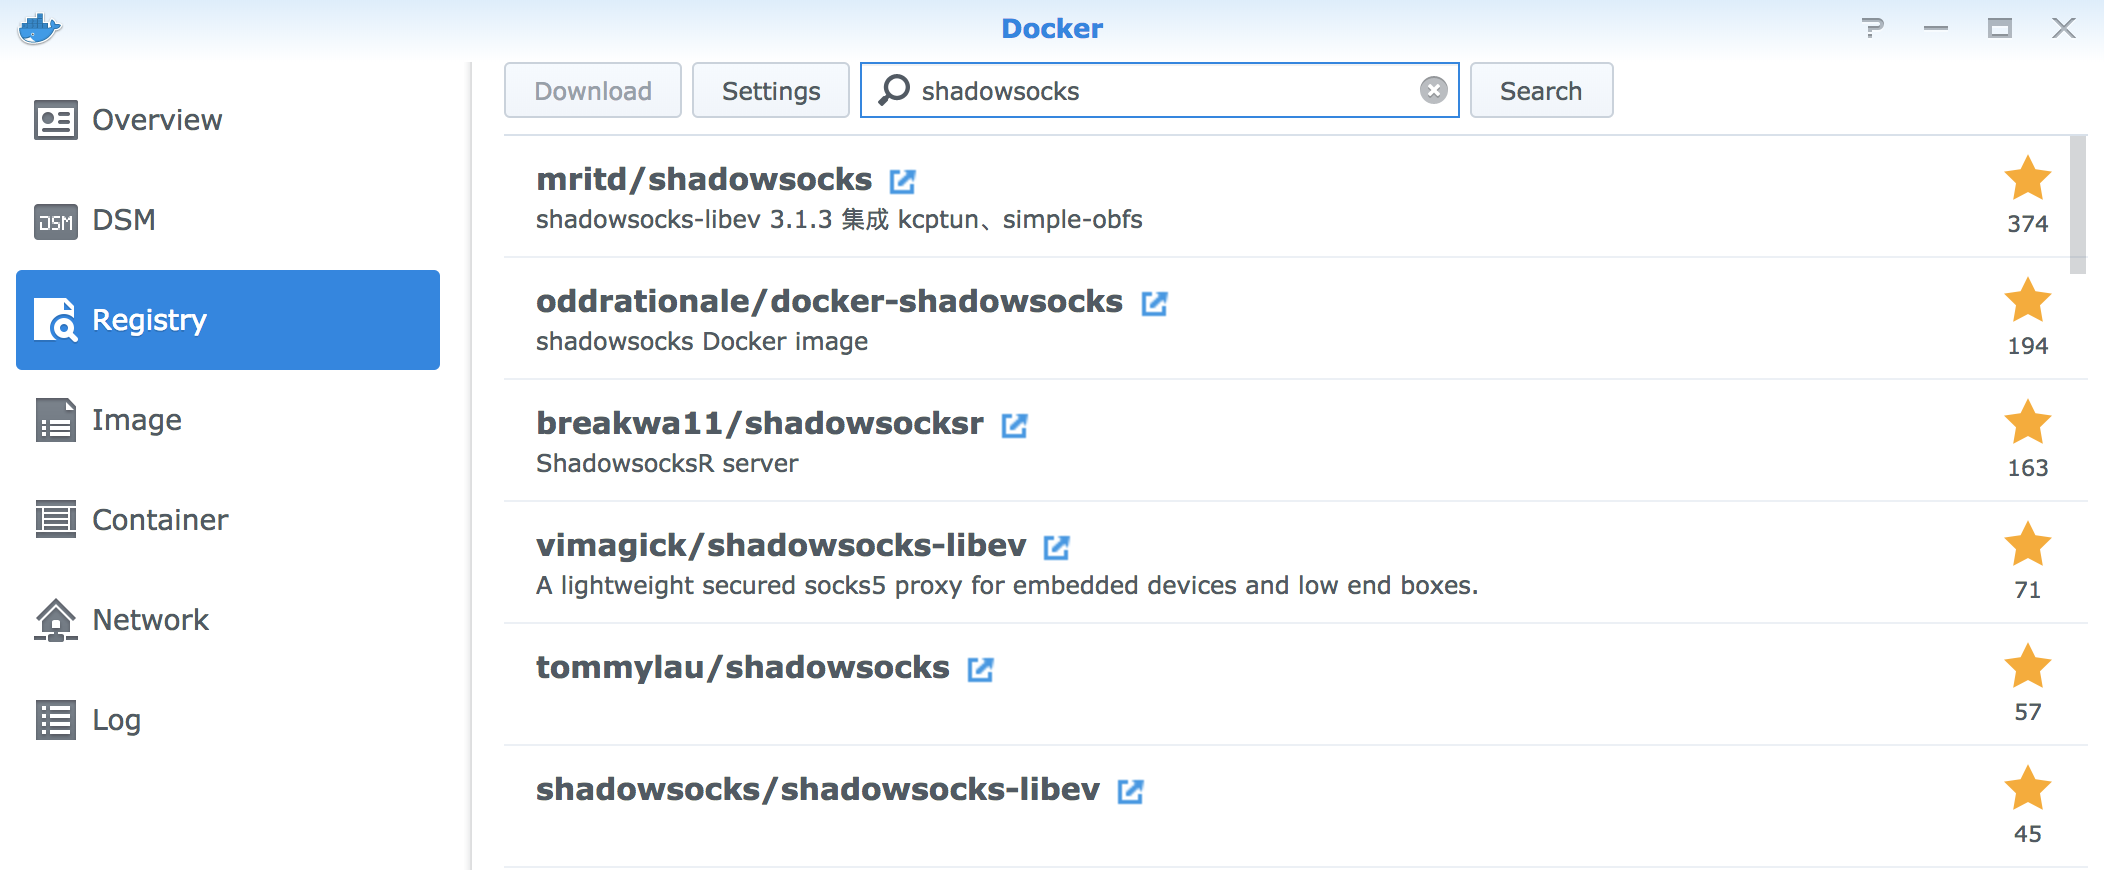 Docker
Overview
DSM
Registry
Image
Container
Network
Log
Download
Settings
shadowsocks
Search
mritd/shadowsocks
shadowsocks-libev 3.1.3 集成 kcptun、simple-obfs
374
oddrationale/docker-shadowsocks
shadowsocks Docker image
194
breakwa11/shadowsocksr
ShadowsocksR server
163
vimagick/shadowsocks-libev
A lightweight secured socks5 proxy for embedded devices and low end boxes.
71
tommylau/shadowsocks
57
shadowsocks/shadowsocks-libev
45